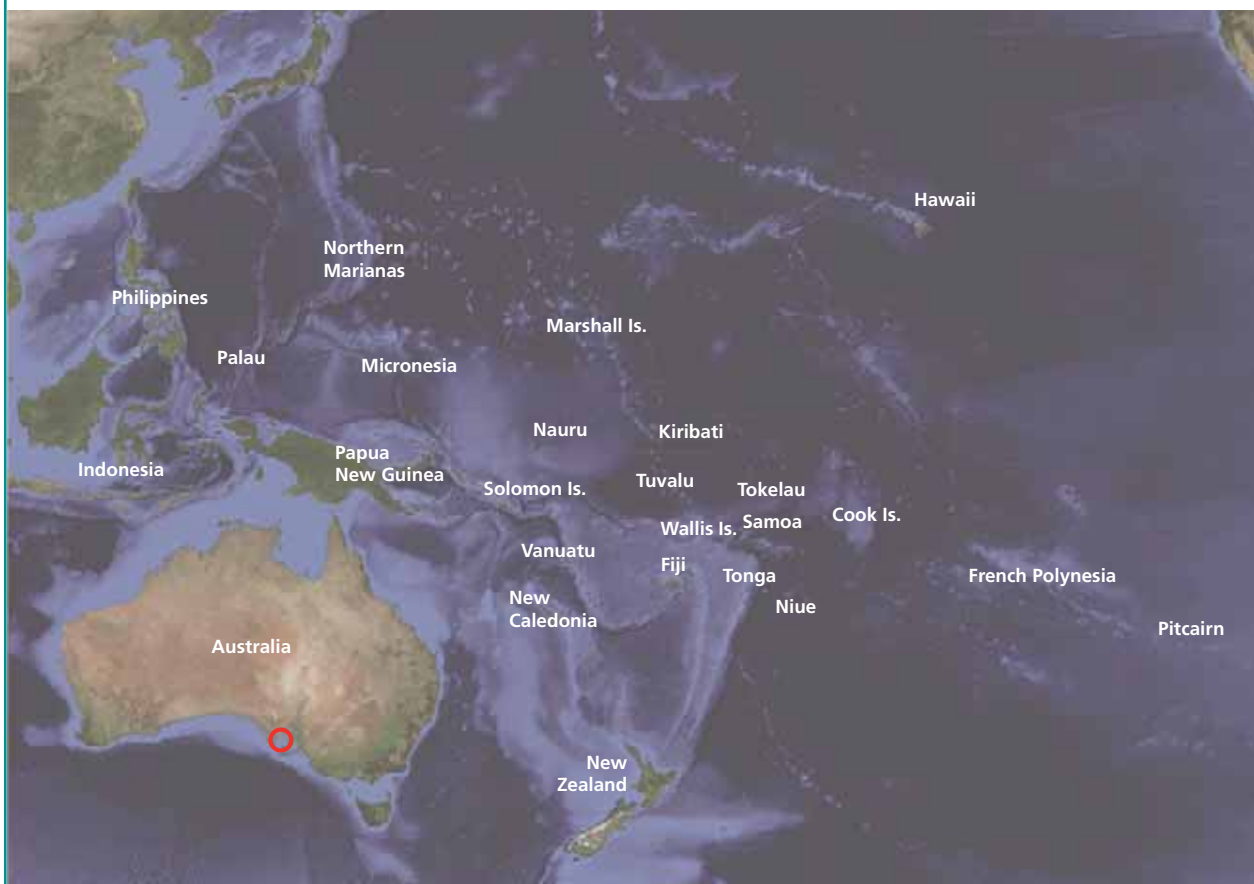 Hawaii
Northern
Marianas
Philippines
Marshall Is.
Palau
Micronesia
Nauru
Kiribati
Papua
New Guinea
Indonesia
Tuvalu
Solomon Is.
Tokelau
Cook Is.
Samoa
Wallis Is.
Vanuatu
Fiji
Tonga
French Polynesia
New
Caledonia
Niue
Pitcairn
Australia
New
Zealand